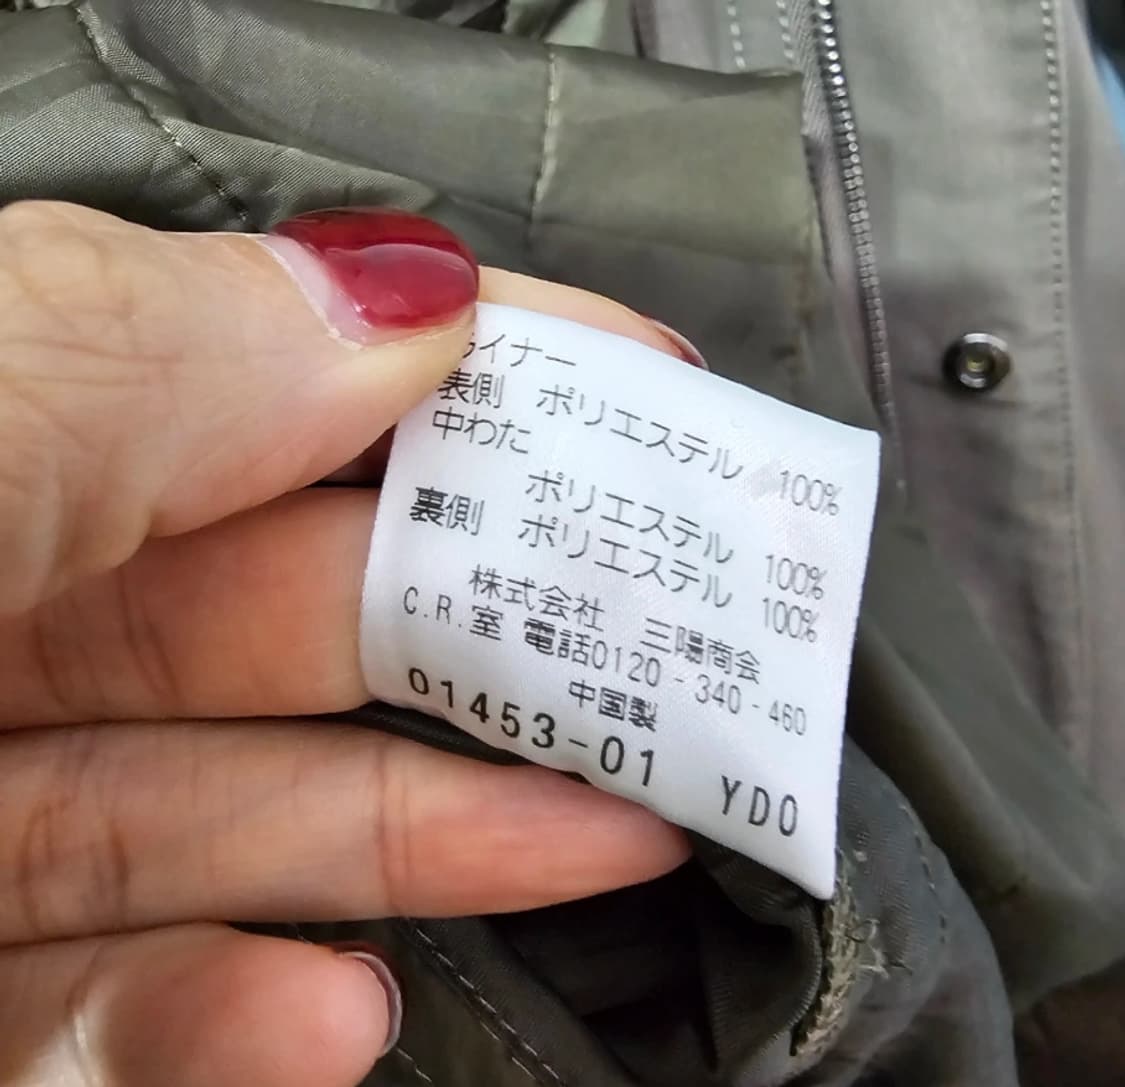 ライナー
表側 ポリエステル 100%
中わた
ポリエステル 100%
裏側 ポリエステル 100%
株式会社 三陽商会
C.R.室 電話0120-340-460
中国製
01453-01 YDO